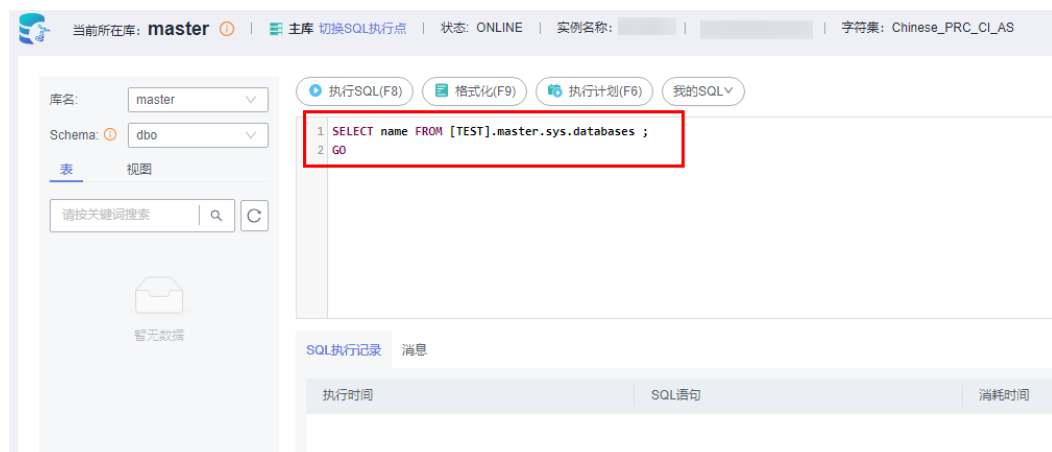 当前所在库: master 主库 切换SQL执行点 | 状态: ONLINE | 实例名称: | | 字符集: Chinese_PRC_CI_AS
库名: master
Schema: dbo
表 视图
请按关键词搜索
暂无数据
执行SQL(F8) 格式化(F9) 执行计划(F6) 我的SQL
1 SELECT name FROM [TEST].master.sys.databases ;
2 GO
SQL执行记录 消息
执行时间 SQL语句 消耗时间